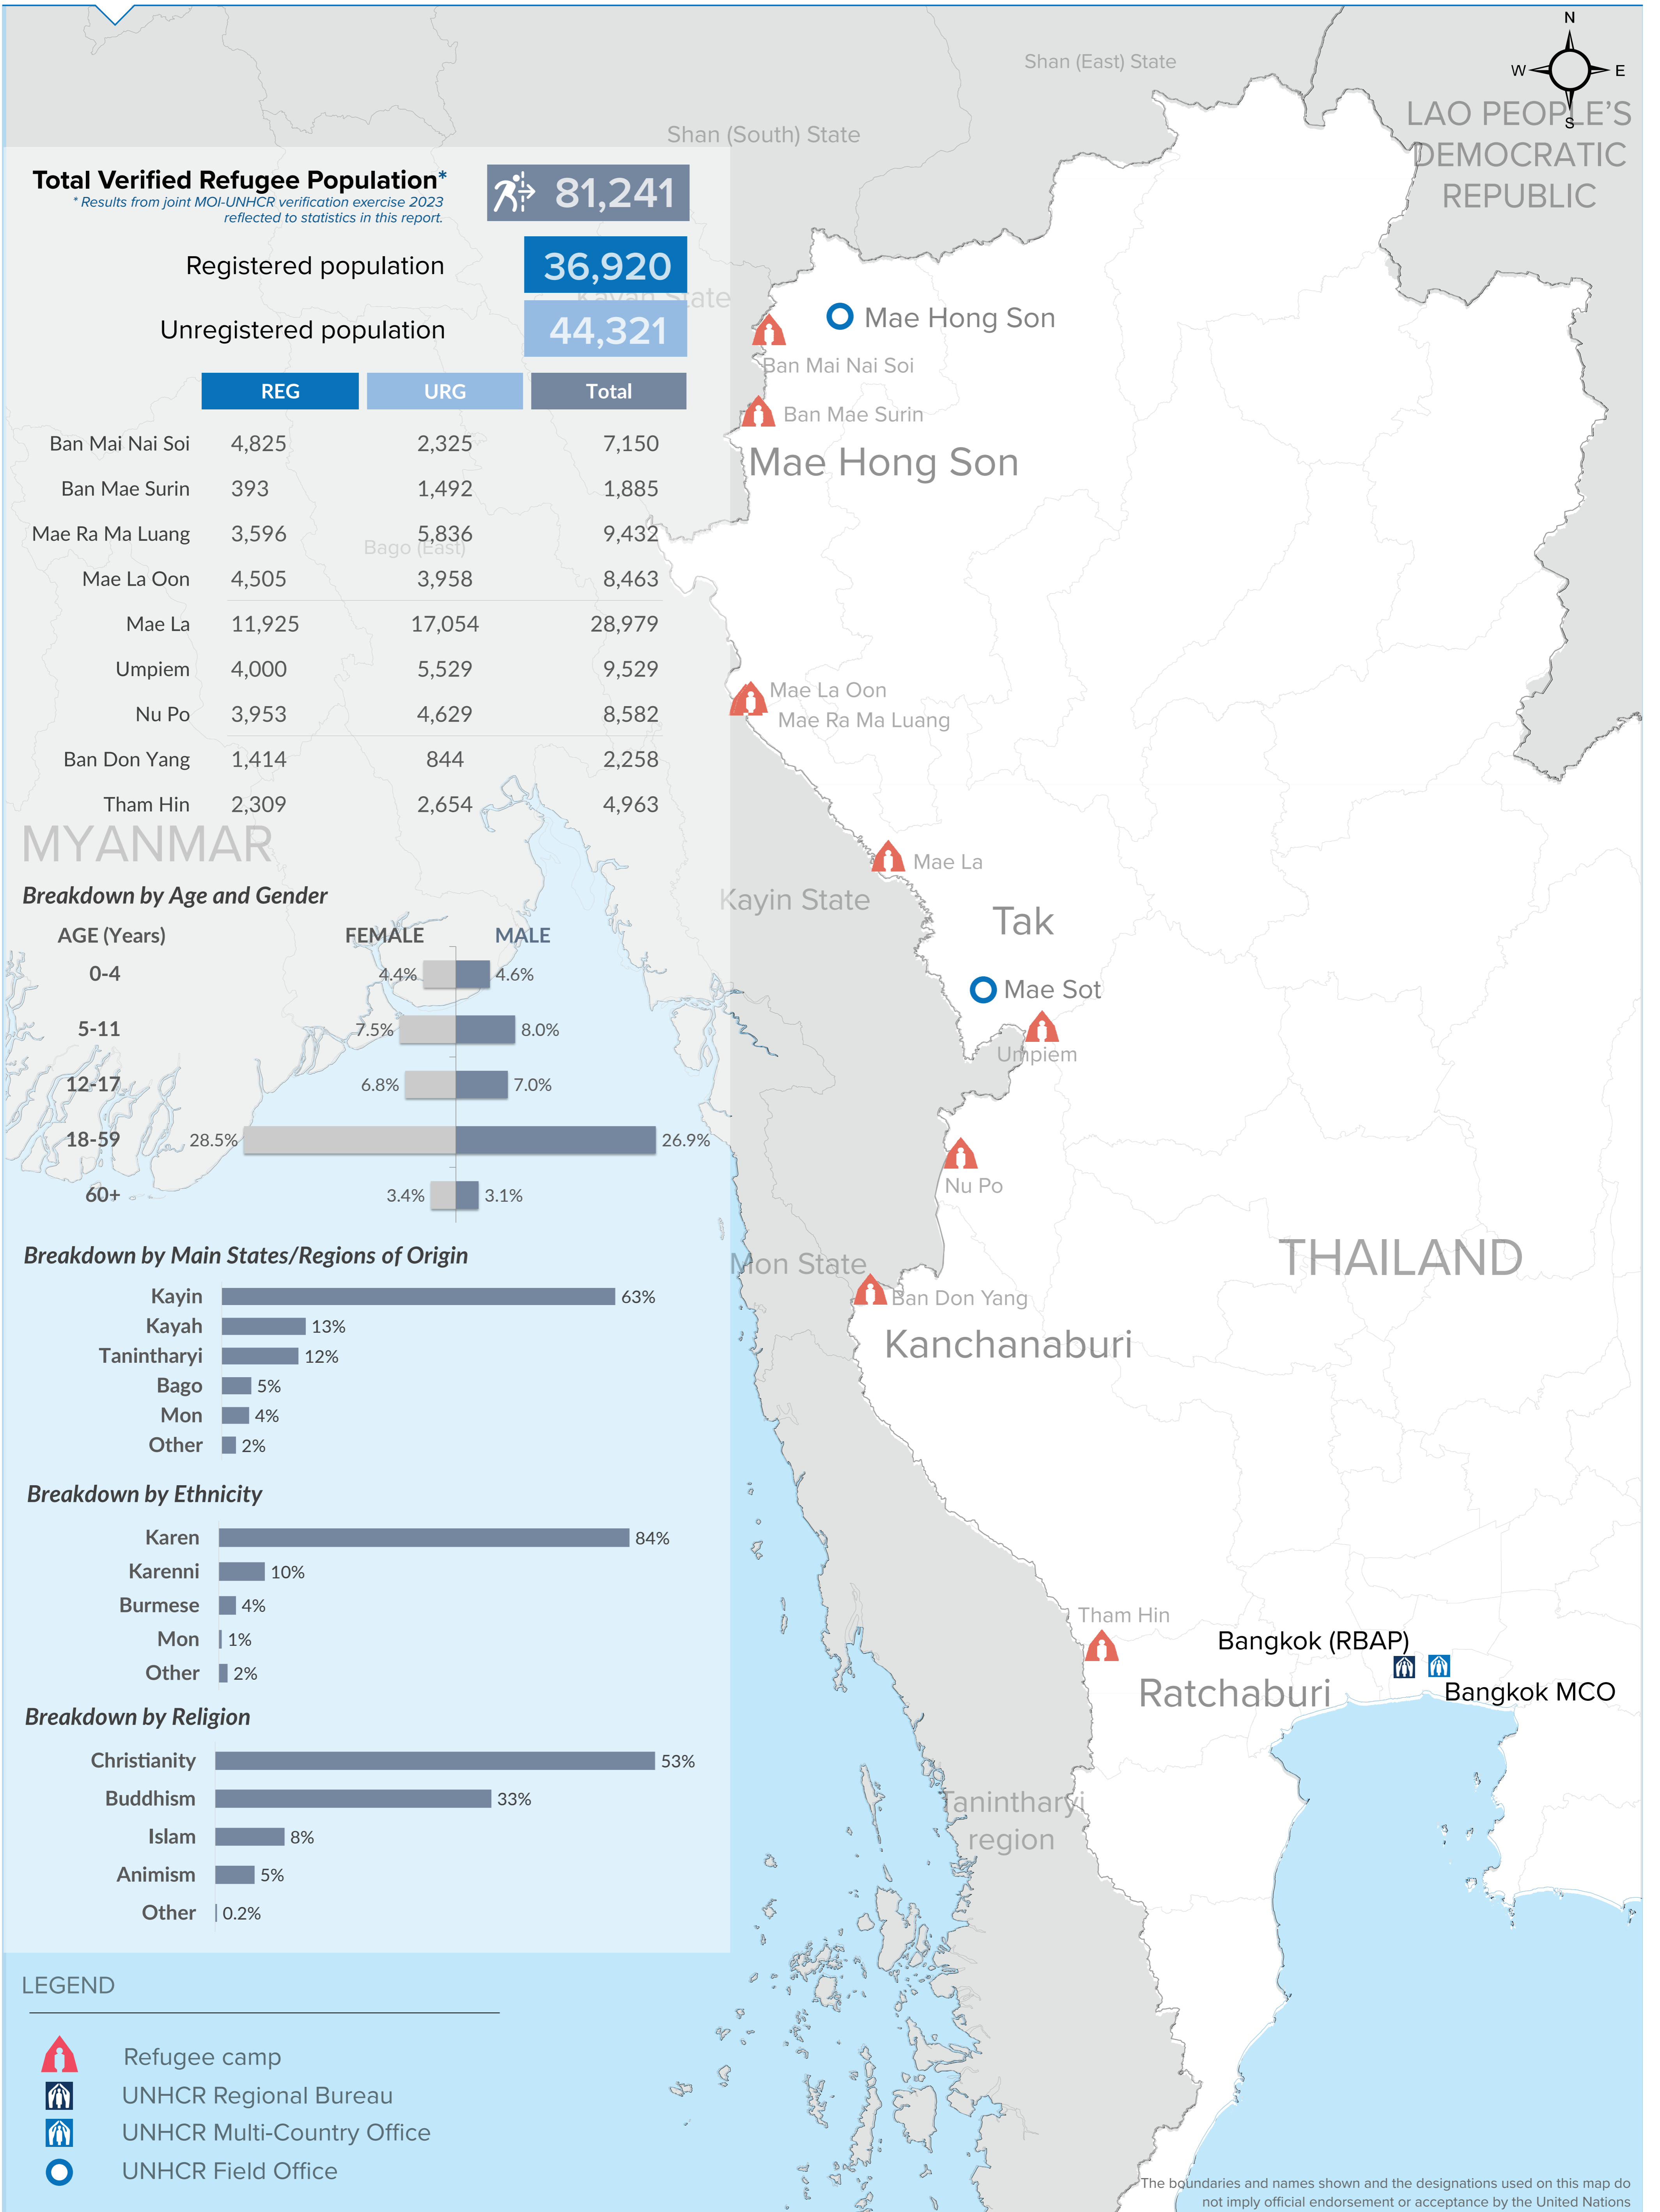 N
W E
S
Shan (East) State
LAO PEOPLE'S
DEMOCRATIC
REPUBLIC
Shan (South) State
Total Verified Refugee Population*
* Results from joint MOI-UNHCR verification exercise 2023
reflected to statistics in this report.
81,241
Registered population 36,920
Kayah State
Unregistered population 44,321
REG URG Total
Ban Mai Nai Soi 4,825 2,325 7,150
Ban Mae Surin 393 1,492 1,885
Mae Ra Ma Luang 3,596 5,836 9,432
Bago (East)
Mae La Oon 4,505 3,958 8,463
Mae La 11,925 17,054 28,979
Umpiem 4,000 5,529 9,529
Nu Po 3,953 4,629 8,582
Ban Don Yang 1,414 844 2,258
Tham Hin 2,309 2,654 4,963
MYANMAR
Breakdown by Age and Gender
AGE (Years) FEMALE MALE
0-4 4.4% 4.6%
5-11 7.5% 8.0%
12-17 6.8% 7.0%
18-59 28.5% 26.9%
60+ 3.4% 3.1%
Breakdown by Main States/Regions of Origin
Kayin 63%
Kayah 13%
Tanintharyi 12%
Bago 5%
Mon 4%
Other 2%
Breakdown by Ethnicity
Karen 84%
Karenni 10%
Burmese 4%
Mon 1%
Other 2%
Breakdown by Religion
Christianity 53%
Buddhism 33%
Islam 8%
Animism 5%
Other 0.2%
LEGEND
Refugee camp
UNHCR Regional Bureau
UNHCR Multi-Country Office
UNHCR Field Office
Mae Hong Son
Ban Mai Nai Soi
Ban Mae Surin
Mae Hong Son
Mae La Oon
Mae Ra Ma Luang
Mae La
Kayin State
Tak
Mae Sot
Umpiem
Nu Po
THAILAND
Mon State
Ban Don Yang
Kanchanaburi
Tham Hin
Bangkok (RBAP)
Ratchaburi
Bangkok MCO
Tanintharyi
region
The boundaries and names shown and the designations used on this map do
not imply official endorsement or acceptance by the United Nations